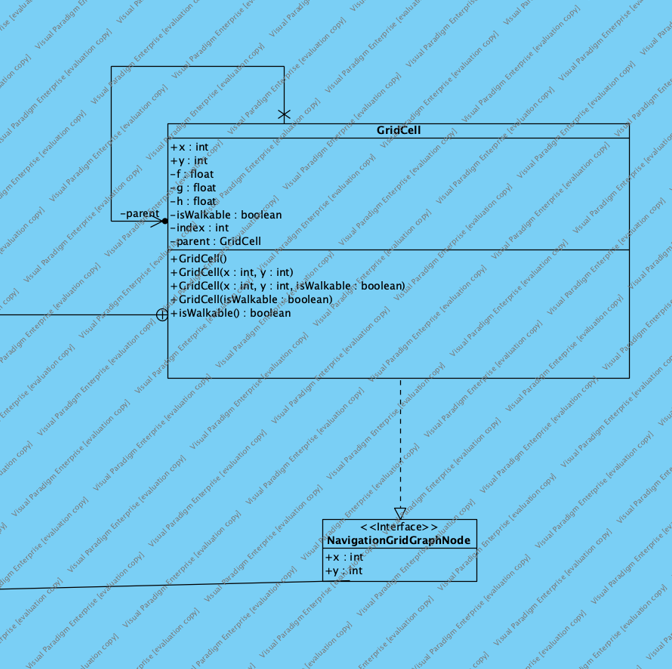 GridCell
+x : int
+y : int
-f : float
-g : float
-h : float
-isWalkable : boolean
-parent
-index : int
-parent : GridCell
+GridCell()
+GridCell(x : int, y : int)
+GridCell(x : int, y : int, isWalkable : boolean)
+GridCell(isWalkable : boolean)
+isWalkable() : boolean
<<Interface>>
NavigationGridGraphNode
+x : int
+y : int
Visual Paradigm Enterprise [evaluation copy]